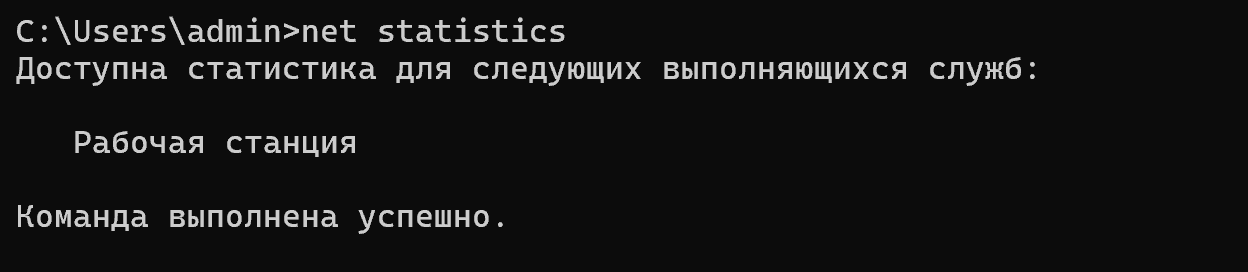 C:\Users\admin>net statistics
Доступна статистика для следующих выполняющихся служб:
Рабочая станция
Команда выполнена успешно.